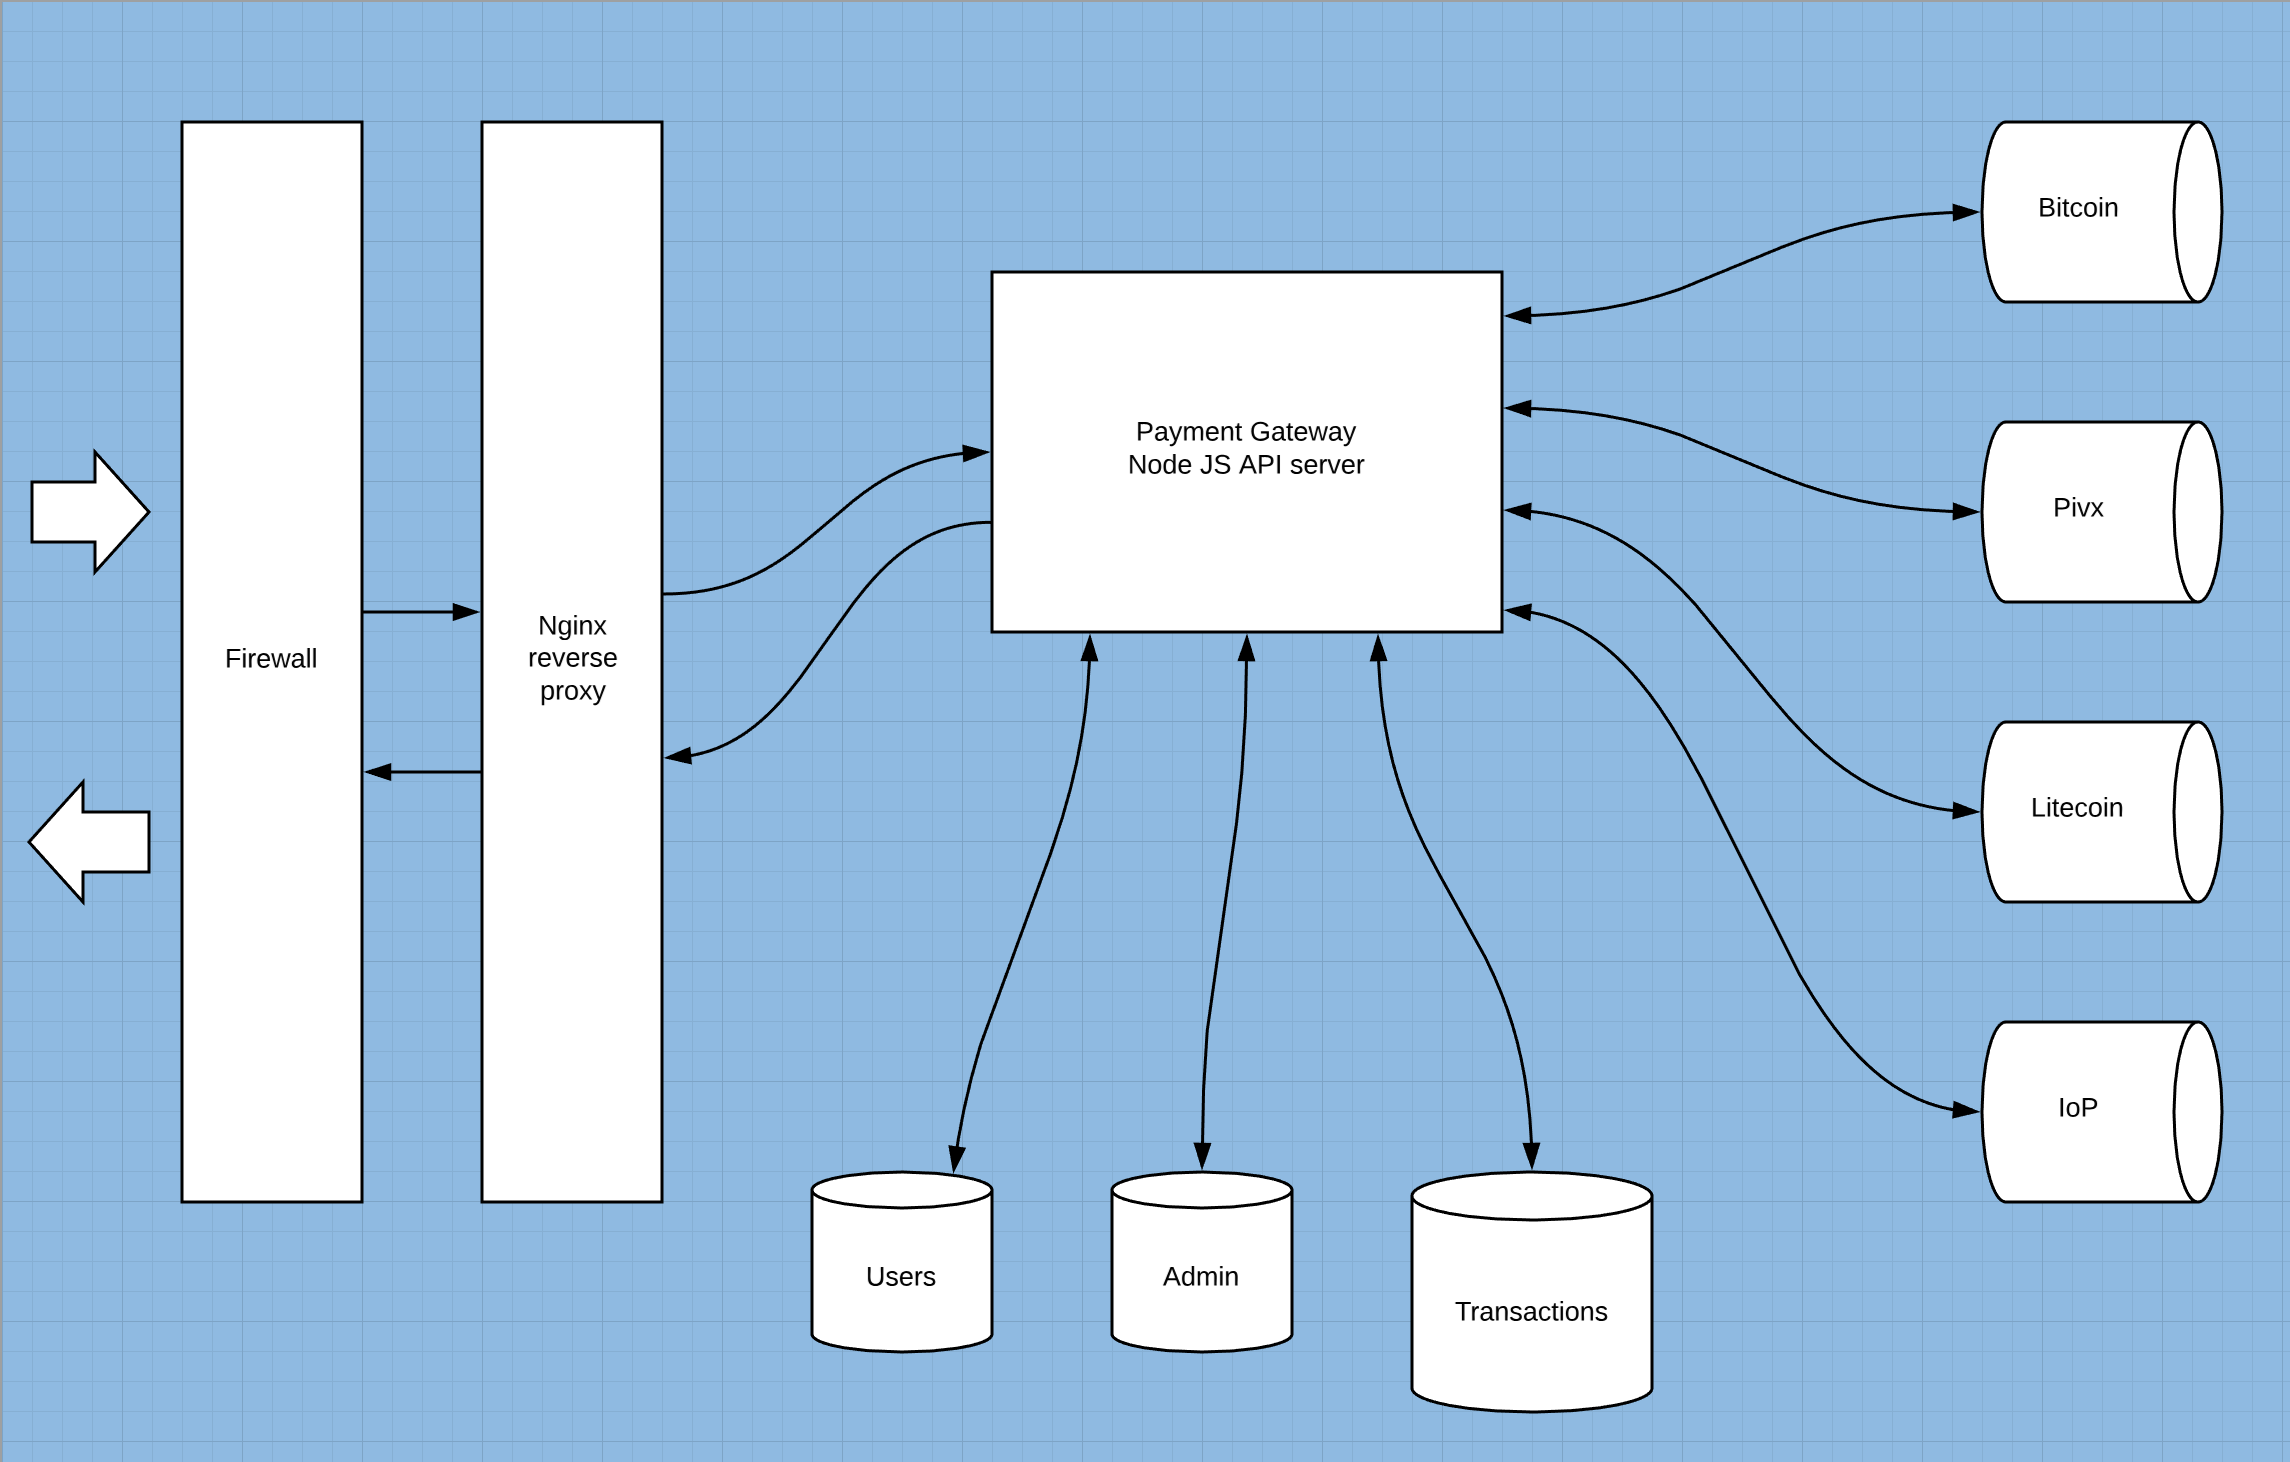 Firewall
Nginx
reverse
proxy
Payment Gateway
Node JS API server
Bitcoin
Pivx
Litecoin
IoP
Users
Admin
Transactions